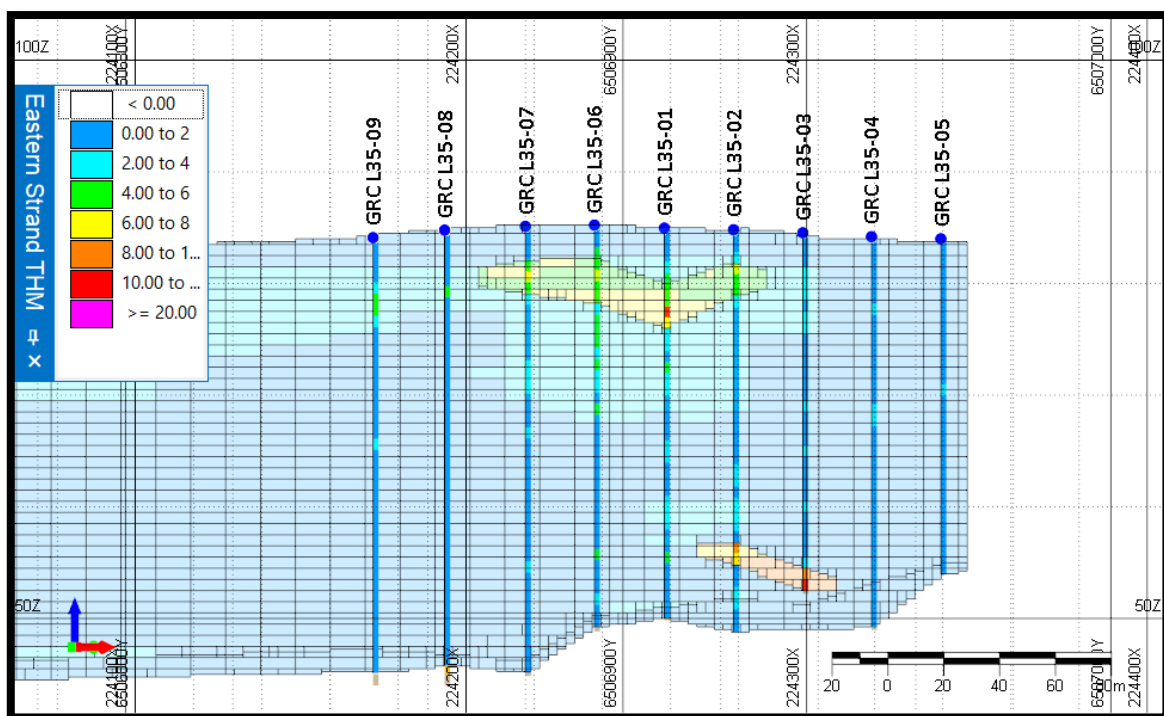 100Z
224100X
6506800Y
224200X
6506900Y
224300X
6507000Y
224400X
100Z
Eastern Strand THM
< 0.00
0.00 to 2
2.00 to 4
4.00 to 6
6.00 to 8
8.00 to 1...
10.00 to ...
>= 20.00
GRC L35-09
GRC L35-08
GRC L35-07
GRC L35-06
GRC L35-01
GRC L35-02
GRC L35-03
GRC L35-04
GRC L35-05
50Z
50Z
224100X
6506800Y
224200X
6506900Y
224300X
6507000Y
224400X
20
0
20
40
60
80m